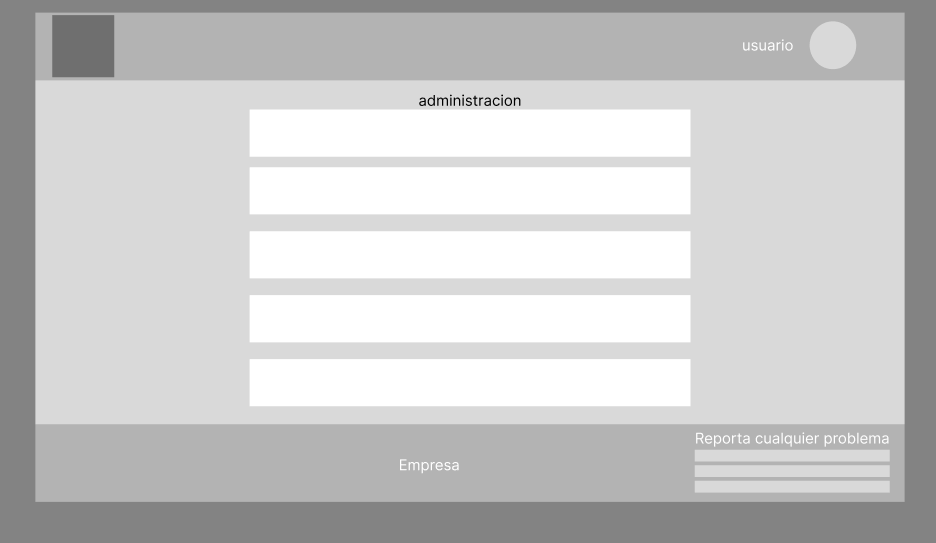 usuario
administracion
Reporta cualquier problema
Empresa